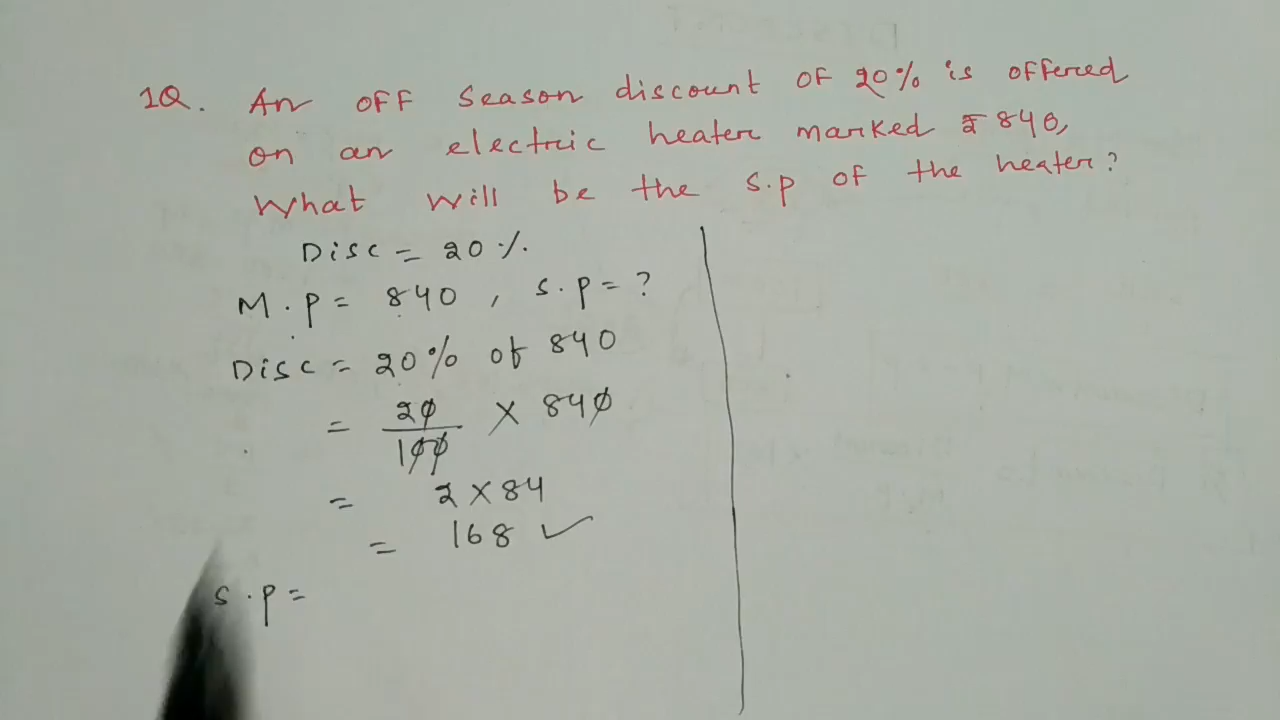 1Q. An off season discount of 20% is offered
on an electric heater marked ₹ 840,
What will be the s.p of the heater?
Disc = 20%.
M.p = 840, s.p = ?
Disc = 20% of 840
= 20/100 × 840
= 2 × 84
= 168 ✓
s.p =